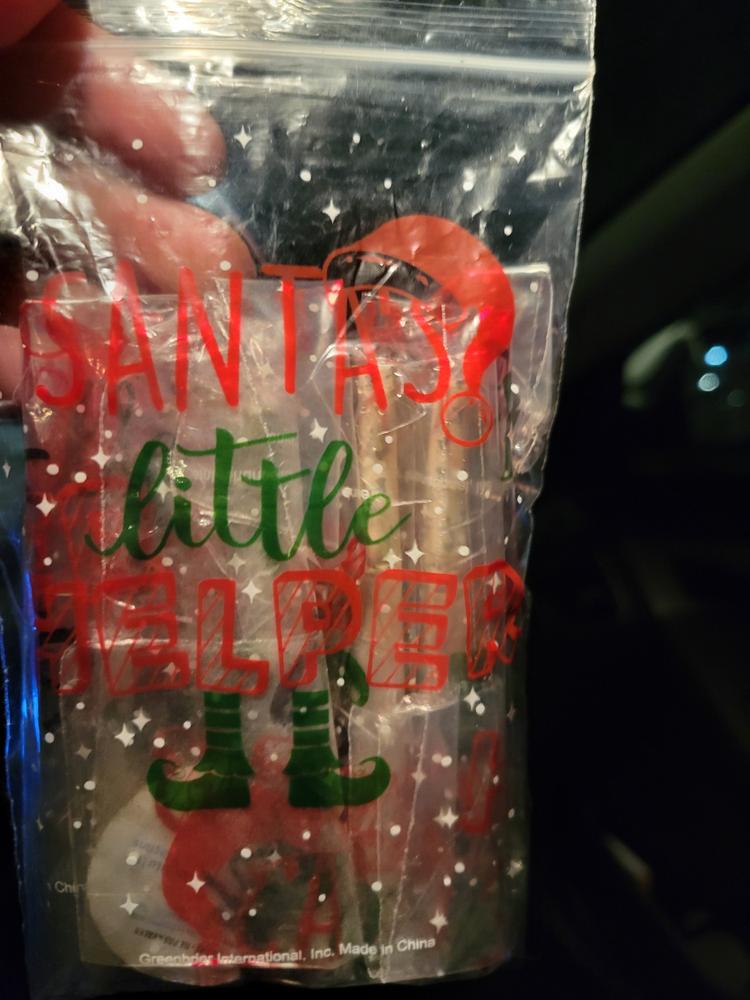 SANTA'S
little
HELPER
Greenbrier International, Inc. Made in China